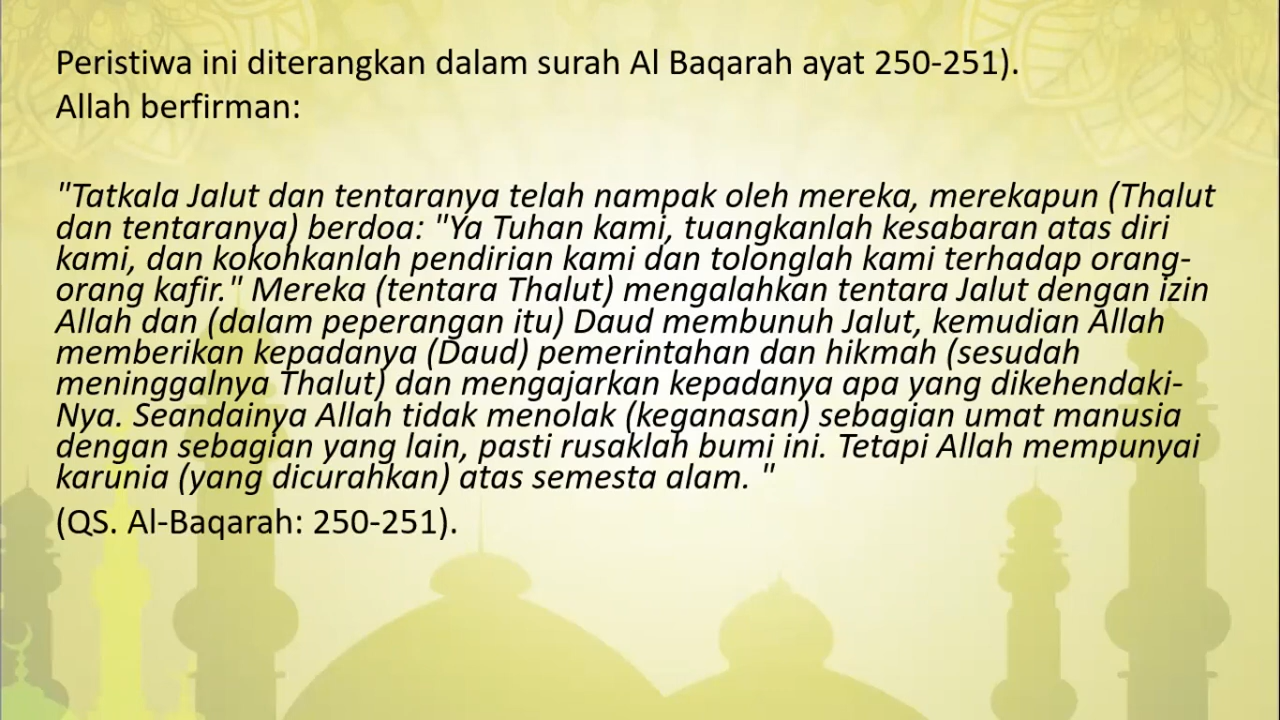 Peristiwa ini diterangkan dalam surah Al Baqarah ayat 250-251).
Allah berfirman:
"Tatkala Jalut dan tentaranya telah nampak oleh mereka, merekapun (Thalut
dan tentaranya) berdoa: "Ya Tuhan kami, tuangkanlah kesabaran atas diri
kami, dan kokohkanlah pendirian kami dan tolonglah kami terhadap orang-
orang kafir." Mereka (tentara Thalut) mengalahkan tentara Jalut dengan izin
Allah dan (dalam peperangan itu) Daud membunuh Jalut, kemudian Allah
memberikan kepadanya (Daud) pemerintahan dan hikmah (sesudah
meninggalnya Thalut) dan mengajarkan kepadanya apa yang dikehendaki-
Nya. Seandainya Allah tidak menolak (keganasan) sebagian umat manusia
dengan sebagian yang lain, pasti rusaklah bumi ini. Tetapi Allah mempunyai
karunia (yang dicurahkan) atas semesta alam. "
(QS. Al-Baqarah: 250-251).